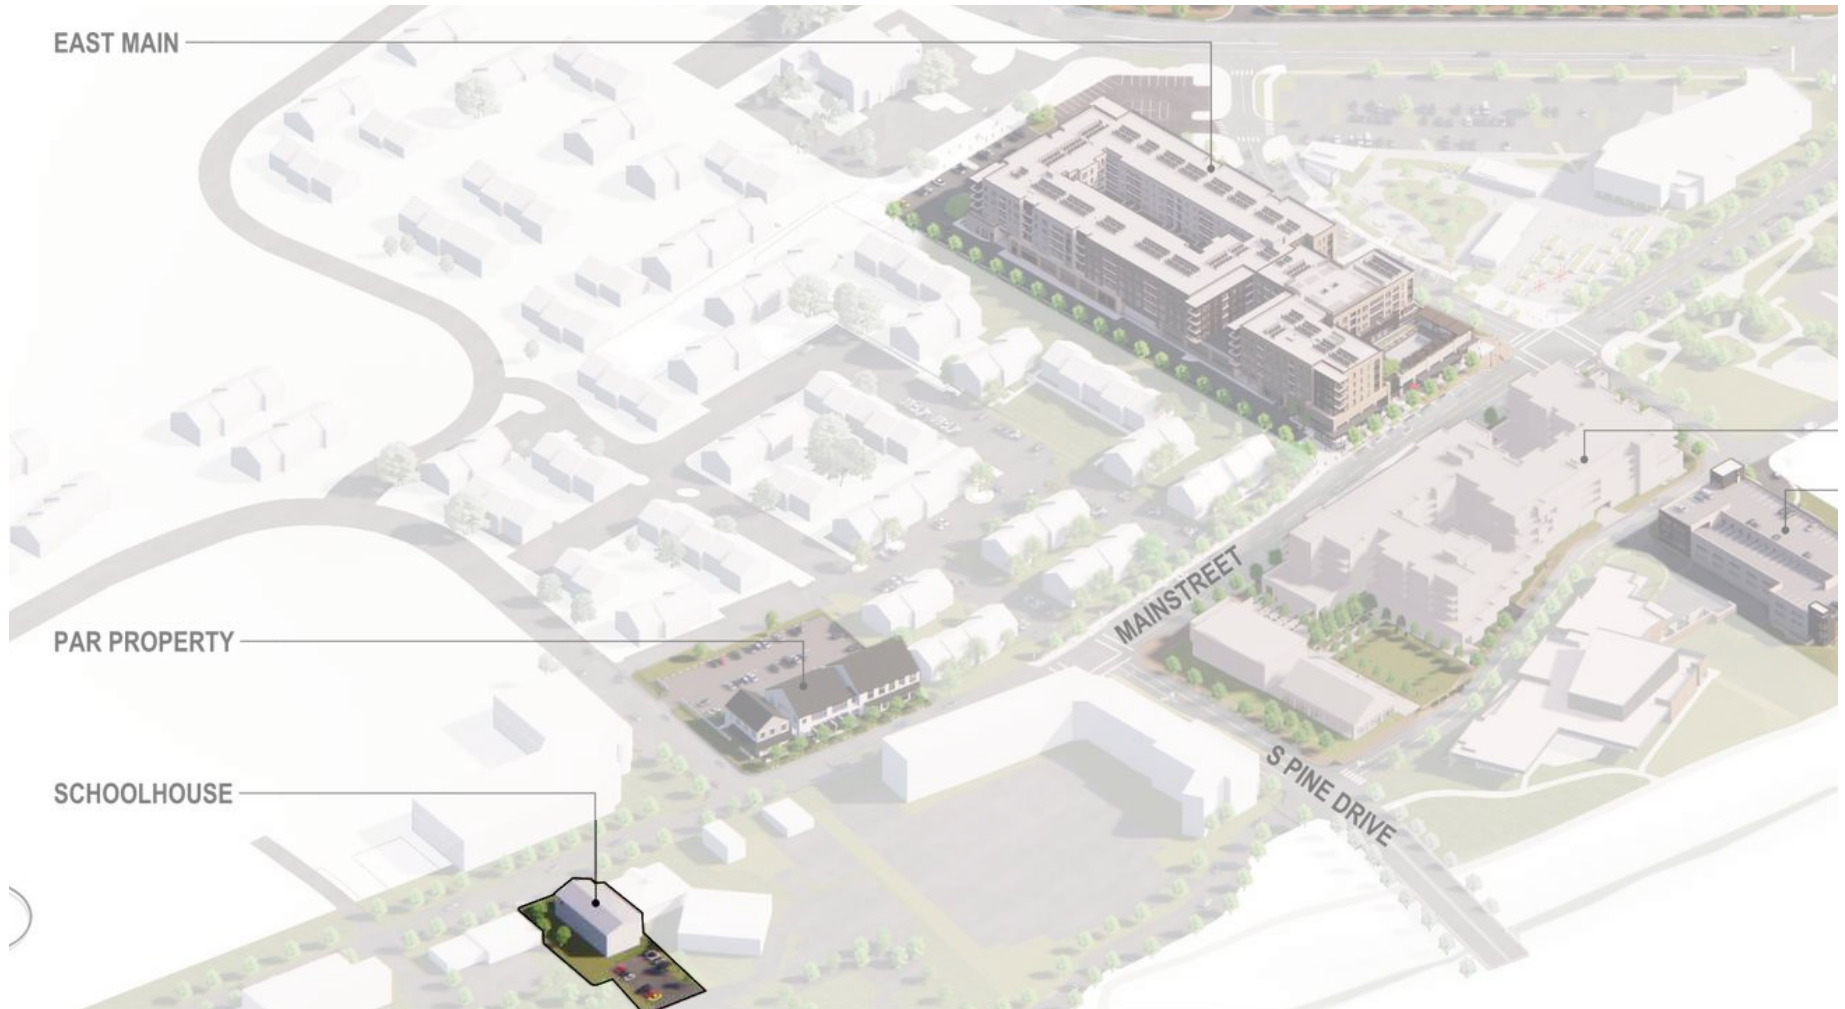 EAST MAIN
MAINSTREET
PAR PROPERTY
S PINE DRIVE
SCHOOLHOUSE